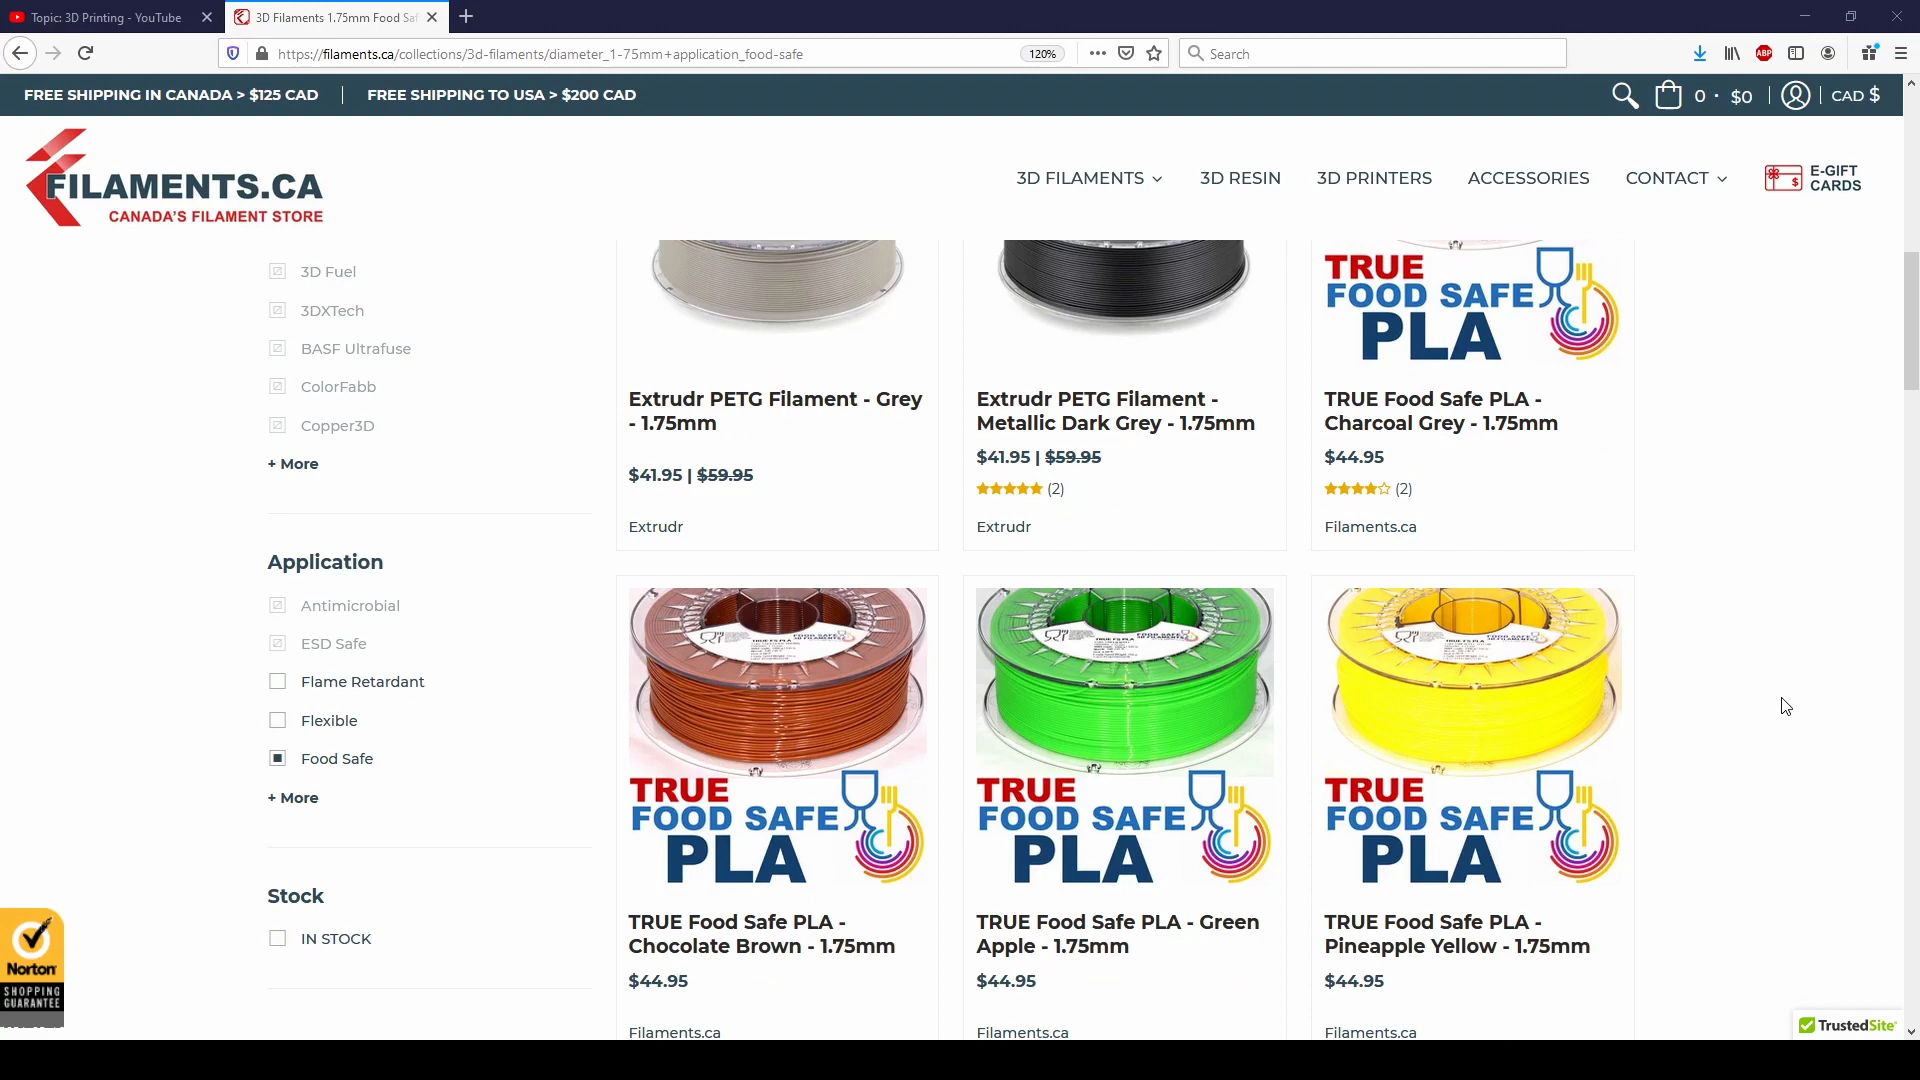 Topic: 3D Printing - YouTube
3D Filaments 1.75mm Food Saf
https://filaments.ca/collections/3d-filaments/diameter_1-75mm+application_food-safe
120%
Search
ABP
FREE SHIPPING IN CANADA > $125 CAD
FREE SHIPPING TO USA > $200 CAD
0 · $0
CAD $
FILAMENTS.CA
CANADA'S FILAMENT STORE
3D FILAMENTS
3D RESIN
3D PRINTERS
ACCESSORIES
CONTACT
E-GIFT
CARDS
3D Fuel
3DXTech
BASF Ultrafuse
ColorFabb
Copper3D
+ More
Application
Antimicrobial
ESD Safe
Flame Retardant
Flexible
Food Safe
+ More
Stock
IN STOCK
Extrudr PETG Filament - Grey
- 1.75mm
$41.95 | $59.95
Extrudr
Extrudr PETG Filament -
Metallic Dark Grey - 1.75mm
$41.95 | $59.95
(2)
Extrudr
TRUE
FOOD SAFE
PLA
TRUE Food Safe PLA -
Charcoal Grey - 1.75mm
$44.95
(2)
Filaments.ca
TRUE
FOOD SAFE
PLA
TRUE Food Safe PLA -
Chocolate Brown - 1.75mm
$44.95
Filaments.ca
TRUE
FOOD SAFE
PLA
TRUE Food Safe PLA - Green
Apple - 1.75mm
$44.95
Filaments.ca
TRUE
FOOD SAFE
PLA
TRUE Food Safe PLA -
Pineapple Yellow - 1.75mm
$44.95
Filaments.ca
Norton
SHOPPING
GUARANTEE
TrustedSite